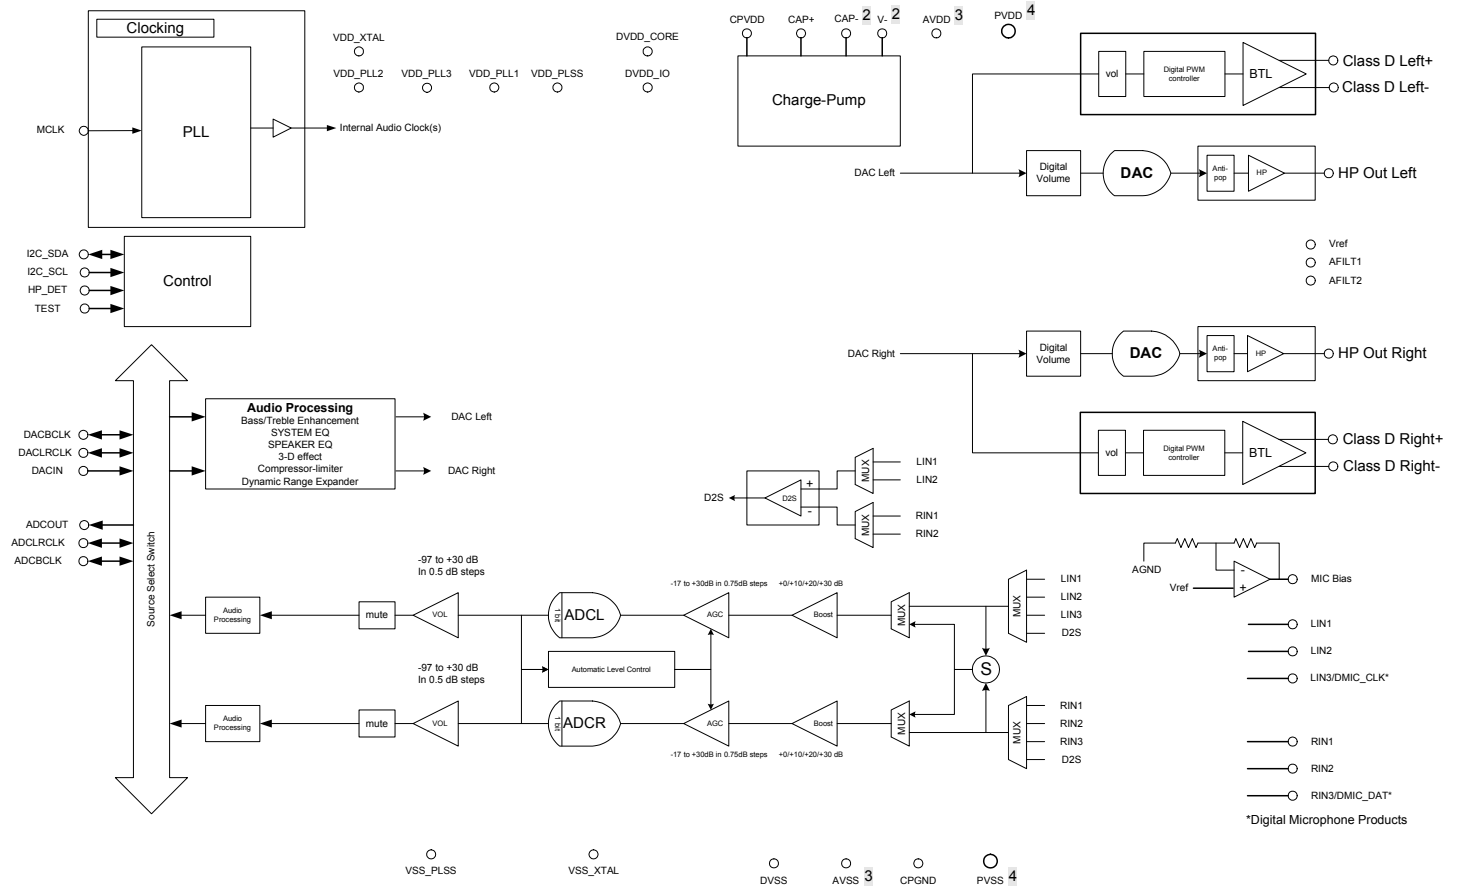 Clocking
PLL
MCLK
Internal Audio Clock(s)
VDD_XTAL
DVDD_CORE
VDD_PLL2
VDD_PLL3
VDD_PLL1
VDD_PLSS
DVDD_IO
CPVDD
CAP+
CAP- 2
V- 2
AVDD 3
PVDD 4
Charge-Pump
vol
Digital PWM
controller
BTL
Class D Left+
Class D Left-
DAC Left
Digital
Volume
DAC
Anti-
pop
HP
HP Out Left
I2C_SDA
I2C_SCL
HP_DET
TEST
Control
Vref
AFILT1
AFILT2
DAC Right
Digital
Volume
DAC
Anti-
pop
HP
HP Out Right
vol
Digital PWM
controller
BTL
Class D Right+
Class D Right-
Source Select Switch
DACBCLK
DACLRCLK
DACIN
ADCOUT
ADCLRCLK
ADCBCLK
Audio Processing
Bass/Treble Enhancement
SYSTEM EQ
SPEAKER EQ
3-D effect
Compressor-limiter
Dynamic Range Expander
DAC Left
DAC Right
D2S
D2S
+
-
MUX
LIN1
LIN2
MUX
RIN1
RIN2
AGND
Vref
-
+
MIC Bias
-97 to +30 dB
In 0.5 dB steps
-17 to +30dB in 0.75dB steps
+0/+10/+20/+30 dB
Audio
Processing
mute
VOL
1 bit
ADCL
AGC
Boost
MUX
MUX
LIN1
LIN2
LIN3
D2S
Automatic Level Control
S
-97 to +30 dB
In 0.5 dB steps
Audio
Processing
mute
VOL
1 bit
ADCR
AGC
Boost
MUX
MUX
RIN1
RIN2
RIN3
D2S
-17 to +30dB in 0.75dB steps
+0/+10/+20/+30 dB
LIN1
LIN2
LIN3/DMIC_CLK*
RIN1
RIN2
RIN3/DMIC_DAT*
*Digital Microphone Products
VSS_PLSS
VSS_XTAL
DVSS
AVSS 3
CPGND
PVSS 4